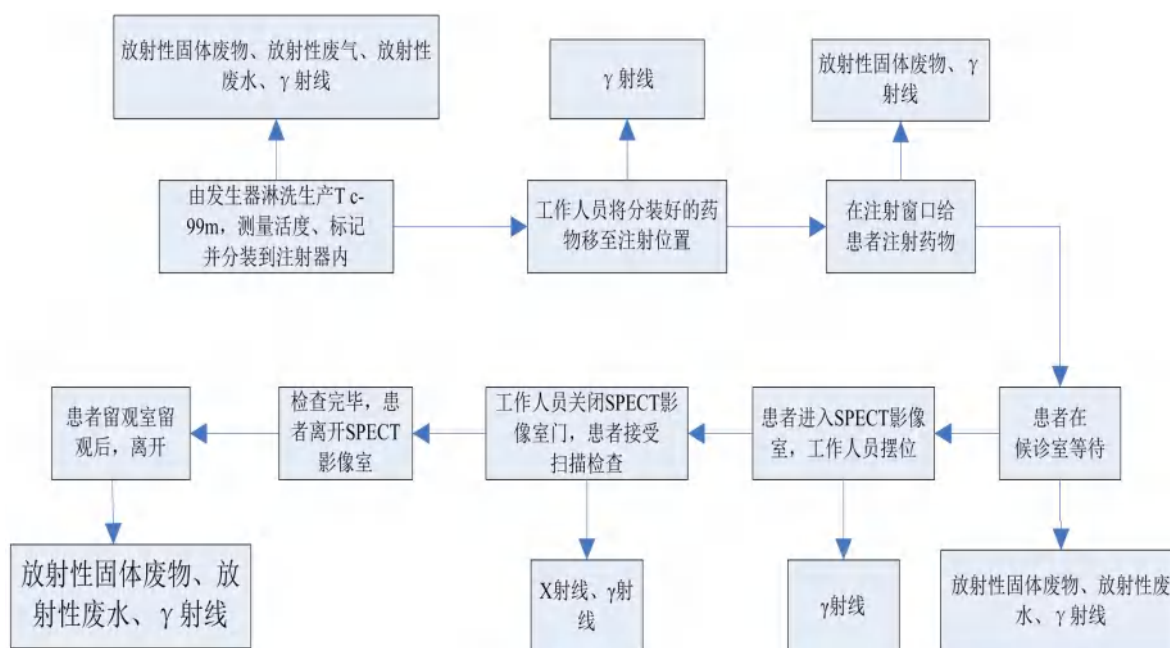 放射性固体废物、放射性废气、放射性
废水、γ 射线
γ 射线
放射性固体废物、γ
射线
由发生器淋洗生产T c-
99m，测量活度、标记
并分装到注射器内
工作人员将分装好的药
物移至注射位置
在注射窗口给
患者注射药物
患者留观室留
观后，离开
检查完毕，患
者离开SPECT
影像室
工作人员关闭SPECT影
像室门，患者接受
扫描检查
患者进入SPECT影像
室，工作人员摆位
患者在
候诊室等待
放射性固体废物、放
射性废水、γ 射线
X射线、γ射
线
γ射线
放射性固体废物、放射性废
水、γ 射线